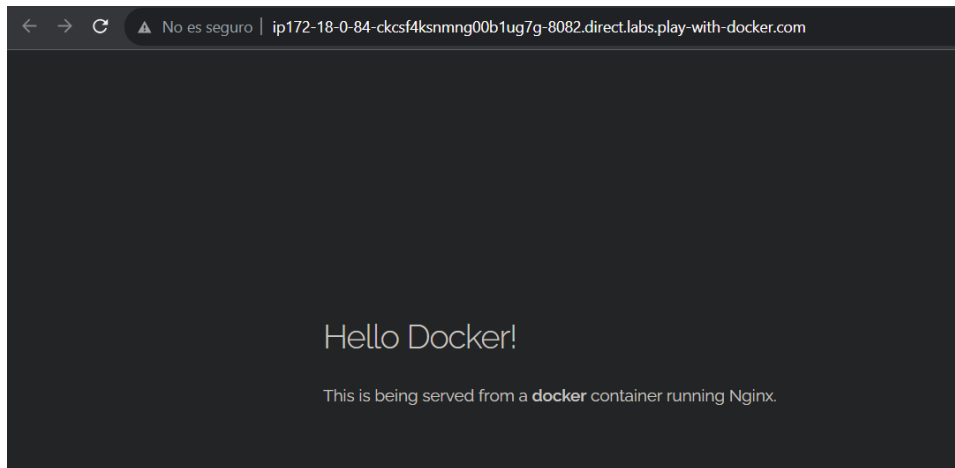 No es seguro | ip172-18-0-84-ckcsf4ksnmng00b1ug7g-8082.direct.labs.play-with-docker.com
Hello Docker!
This is being served from a docker container running Nginx.